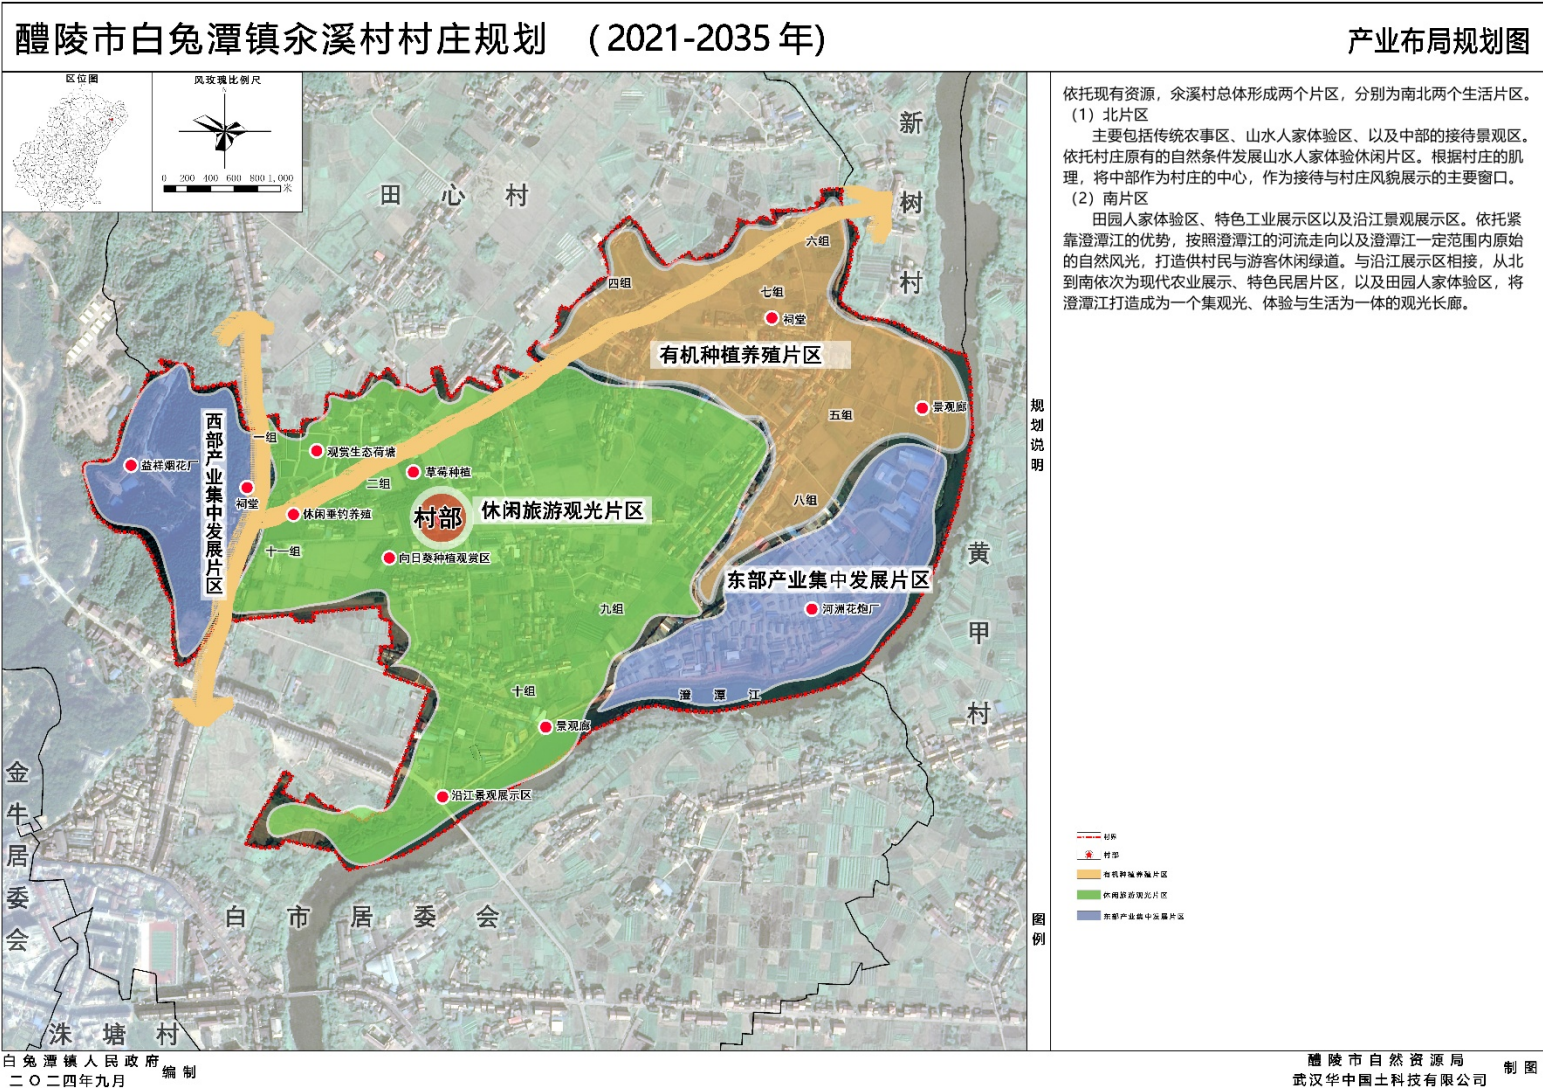 醴陵市白兔潭镇汆溪村村庄规划 （2021-2035 年)
产业布局规划图
区位图
风玫瑰比例尺
N
0 200 400 600 800 1,000
米
田心村
新树村
黄甲村
金牛居委会
白市居委会
洙塘村
六组
四组
七组
祠堂
有机种植养殖片区
五组
景观廊
八组
西部产业集中发展片区
一组
益祥烟花厂
祠堂
观赏生态荷塘
草莓种植
二组
休闲垂钓养殖
村部
休闲旅游观光片区
十一组
向日葵种植观赏区
东部产业集中发展片区
河洲花炮厂
九组
十组
澄潭江
景观廊
沿江景观展示区
规划说明
依托现有资源，汆溪村总体形成两个片区，分别为南北两个生活片区。
（1）北片区
主要包括传统农事区、山水人家体验区、以及中部的接待景观区。
依托村庄原有的自然条件发展山水人家体验休闲片区。根据村庄的肌
理，将中部作为村庄的中心，作为接待与村庄风貌展示的主要窗口。
（2）南片区
田园人家体验区、特色工业展示区以及沿江景观展示区。依托紧
靠澄潭江的优势，按照澄潭江的河流走向以及澄潭江一定范围内原始
的自然风光，打造供村民与游客休闲绿道。与沿江展示区相接，从北
到南依次为现代农业展示、特色民居片区，以及田园人家体验区，将
澄潭江打造成为一个集观光、体验与生活为一体的观光长廊。
图例
村界
村部
有机种植养殖片区
休闲旅游观光片区
东部产业集中发展片区
白兔潭镇人民政府
二〇二四年九月
编制
醴陵市自然资源局
武汉华中国土科技有限公司
制图